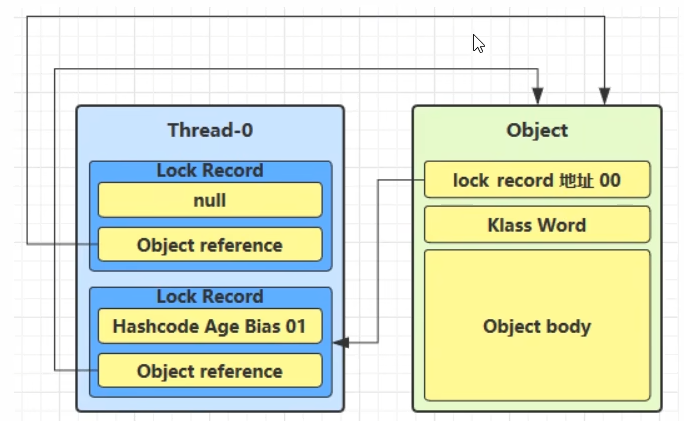 Thread-0
Lock Record
null
Object reference
Lock Record
Hashcode Age Bias 01
Object reference
Object
lock record 地址 00
Klass Word
Object body